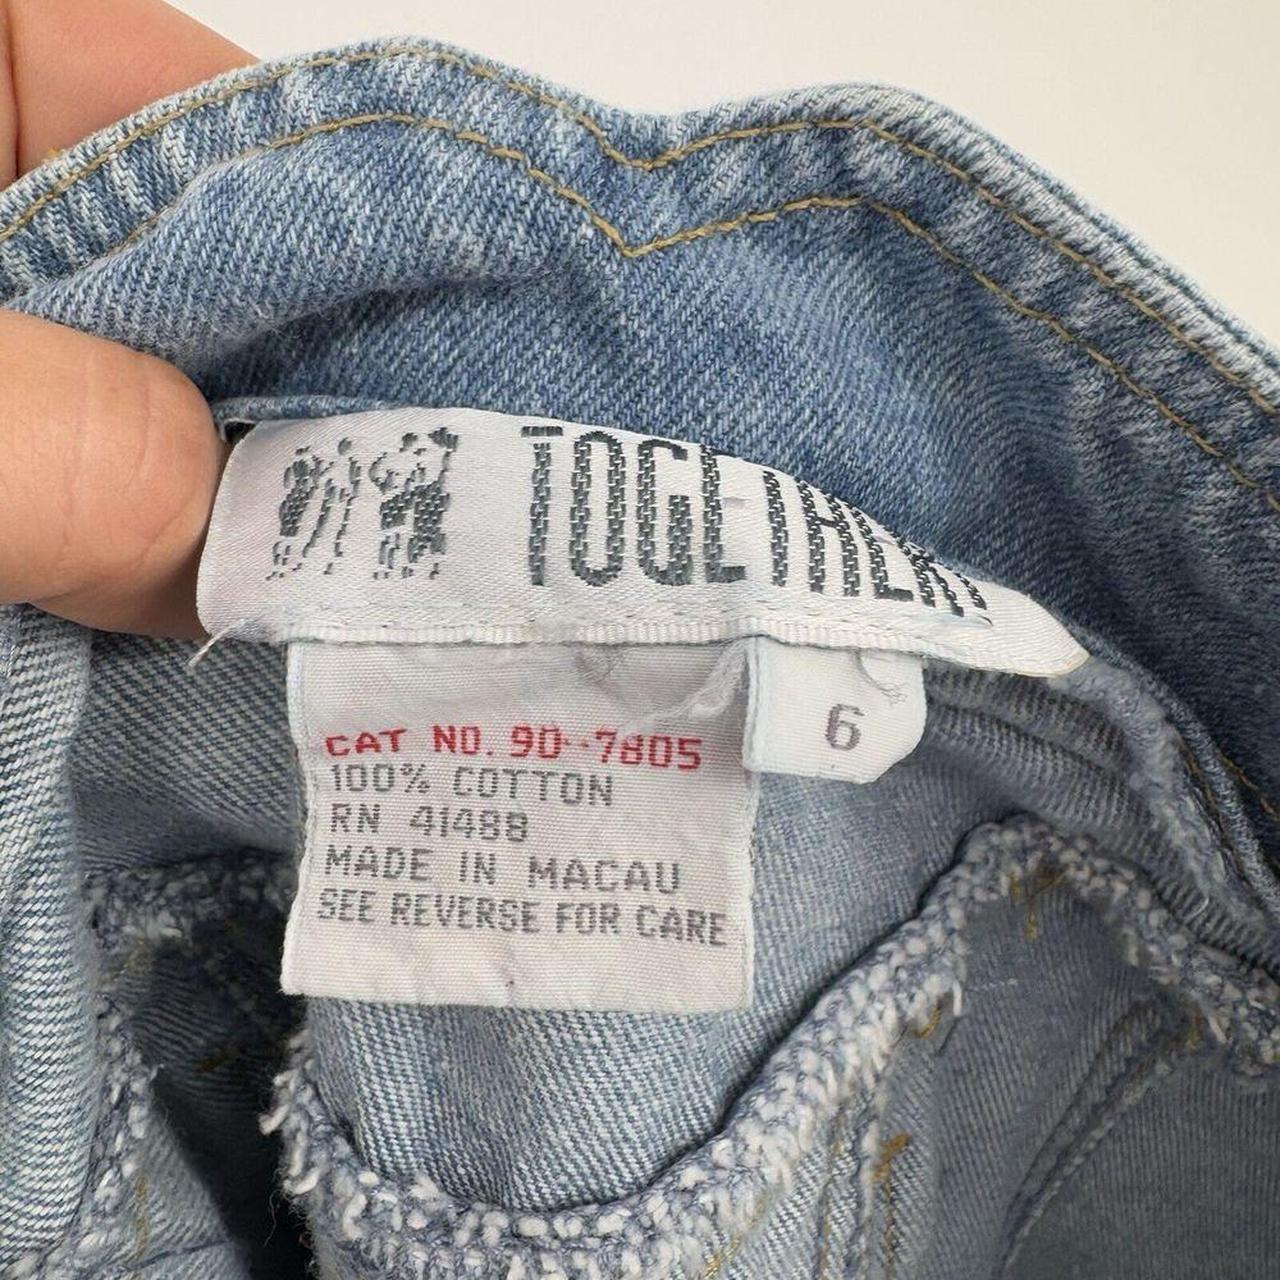 TOGETHER!
6
CAT NO. 90--7805
100% COTTON
RN 41488
MADE IN MACAU
SEE REVERSE FOR CARE